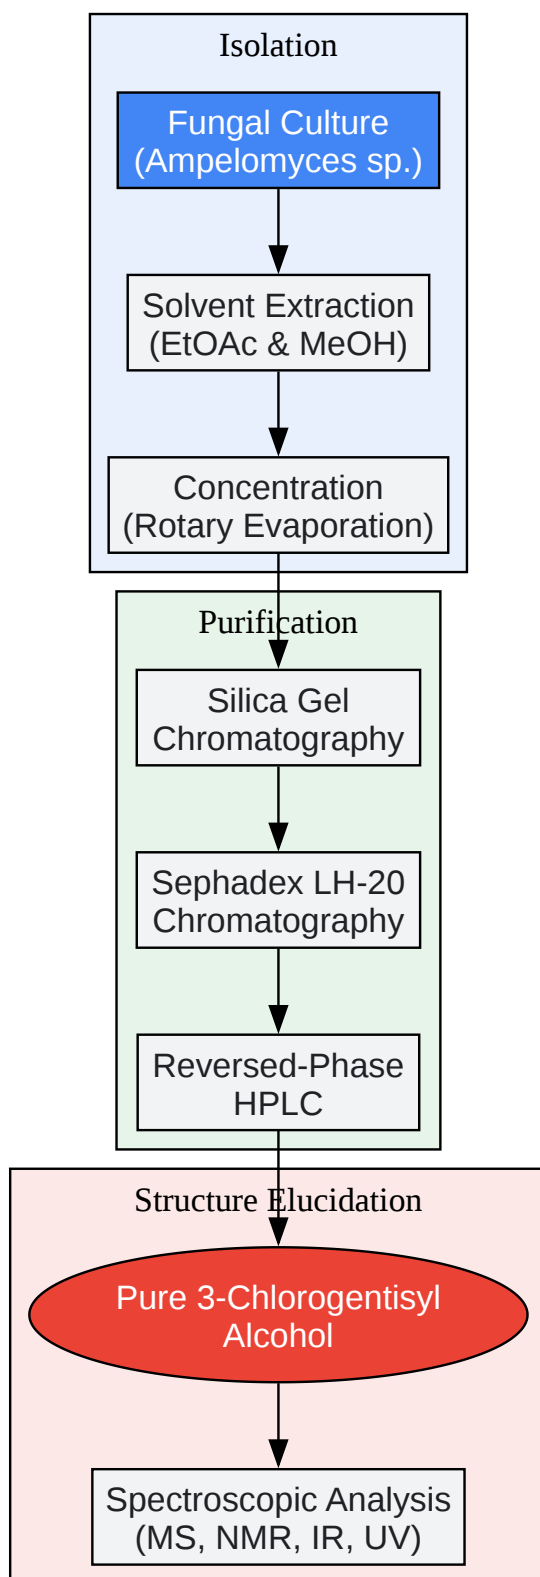 Isolation
Fungal Culture
(Ampelomyces sp.)
Solvent Extraction
(EtOAc & MeOH)
Concentration
(Rotary Evaporation)
Purification
Silica Gel
Chromatography
Sephadex LH-20
Chromatography
Reversed-Phase
HPLC
Structure Elucidation
Pure 3-Chlorogentisyl
Alcohol
Spectroscopic Analysis
(MS, NMR, IR, UV)